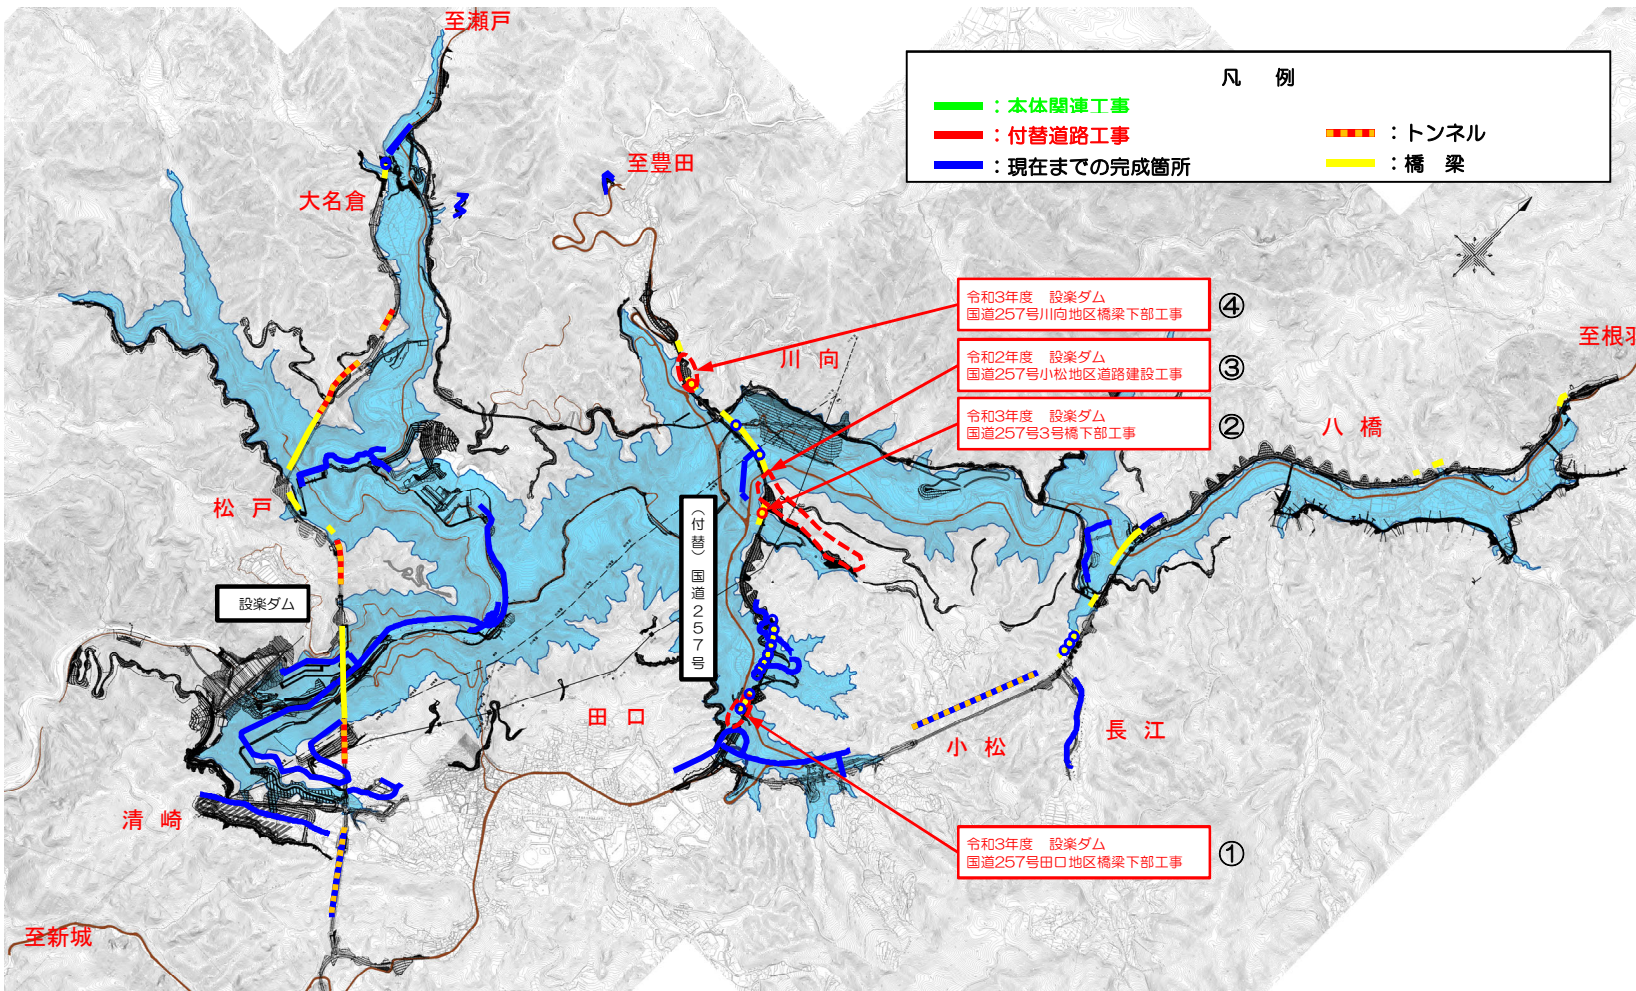 至瀬戸
凡　例
：本体関連工事
：付替道路工事
：トンネル
：現在までの完成箇所
：橋　梁
至豊田
大名倉
令和3年度　設楽ダム
国道257号川向地区橋梁下部工事
④
至根羽
川　向
令和2年度　設楽ダム
国道257号小松地区道路建設工事
③
令和3年度　設楽ダム
国道257号3号橋下部工事
②
八　橋
松　戸
（付替）国道２５７号
設楽ダム
田　口
小　松
長　江
清　崎
令和3年度　設楽ダム
国道257号田口地区橋梁下部工事
①
至新城